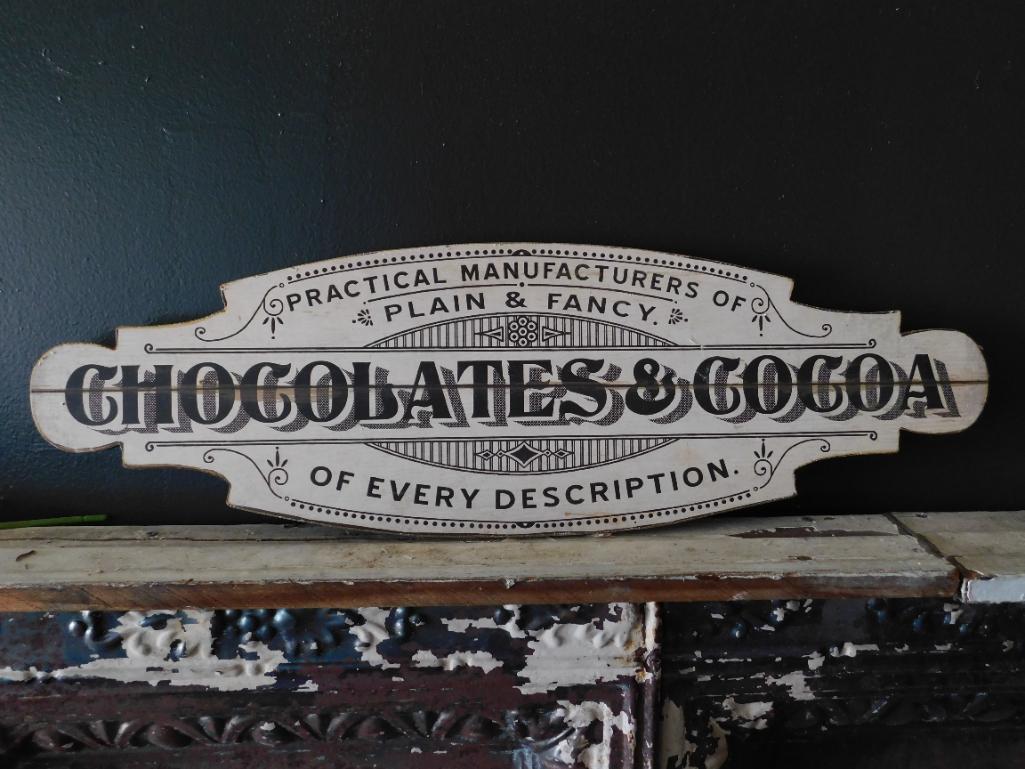 PRACTICAL MANUFACTURERS OF
PLAIN & FANCY.
CHOCOLATES & COCOA
OF EVERY DESCRIPTION.